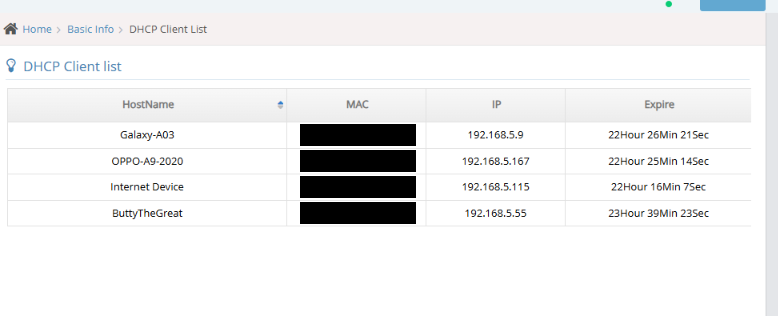 Home > Basic Info > DHCP Client List
DHCP Client list
HostName MAC IP Expire
Galaxy-A03 192.168.5.9 22Hour 26Min 21Sec
OPPO-A9-2020 192.168.5.167 22Hour 25Min 14Sec
Internet Device 192.168.5.115 22Hour 16Min 7Sec
ButtyTheGreat 192.168.5.55 23Hour 39Min 23Sec